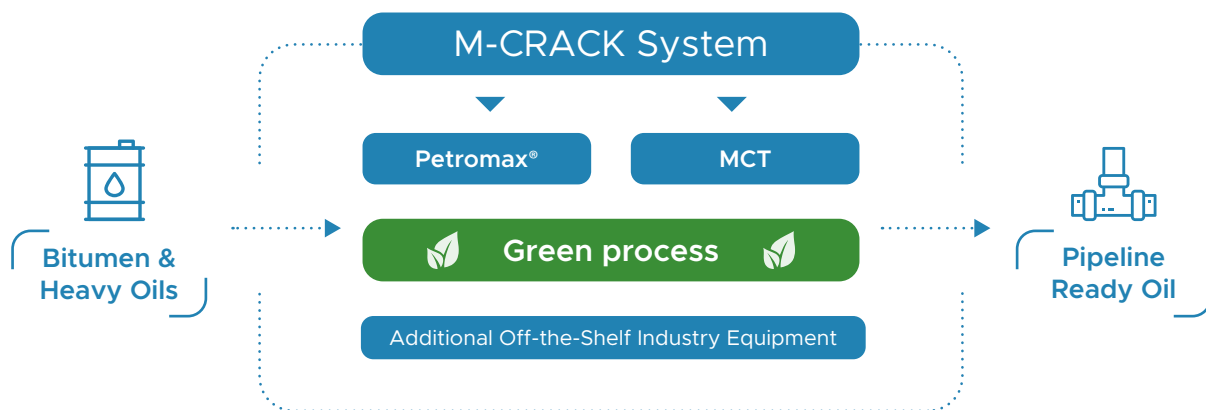 M-CRACK System
Petromax®
MCT
Bitumen &
Heavy Oils
Green process
Pipeline
Ready Oil
Additional Off-the-Shelf Industry Equipment